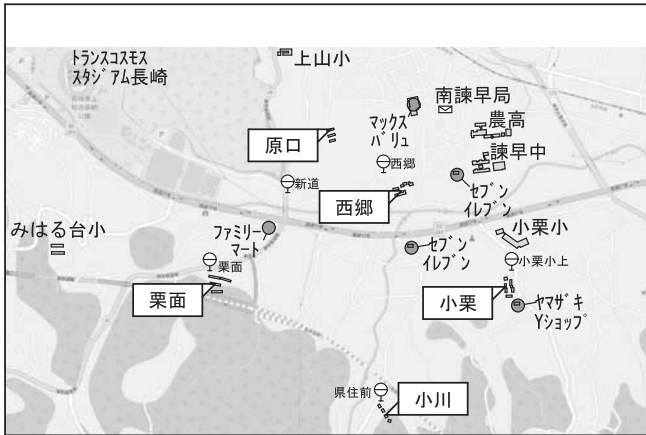 トランスコスモス
スタジアム長崎
上山小
マックス
バリュ
南諫早局
農高
諫早中
原口
西郷
新道
セブン
イレブン
西郷
みはる台小
ファミリー
マート
セブン
イレブン
小栗小
栗面
小栗小上
栗面
小栗
ヤマザキ
Yショップ
県住前
小川